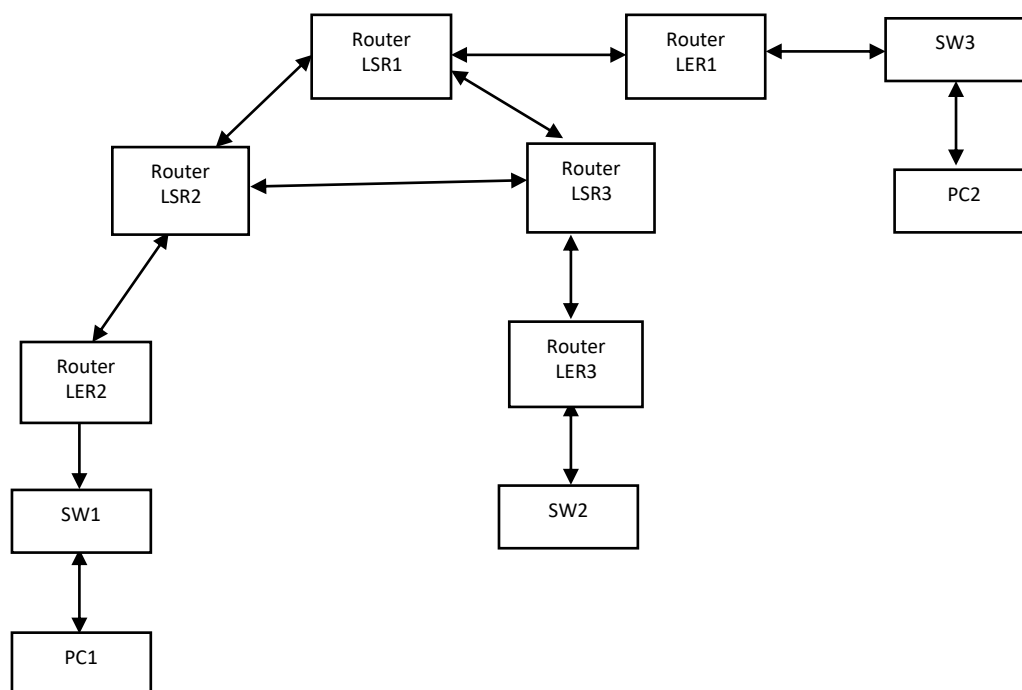 Router
LSR1
Router
LER1
SW3
Router
LSR2
Router
LSR3
PC2
Router
LER2
Router
LER3
SW1
SW2
PC1